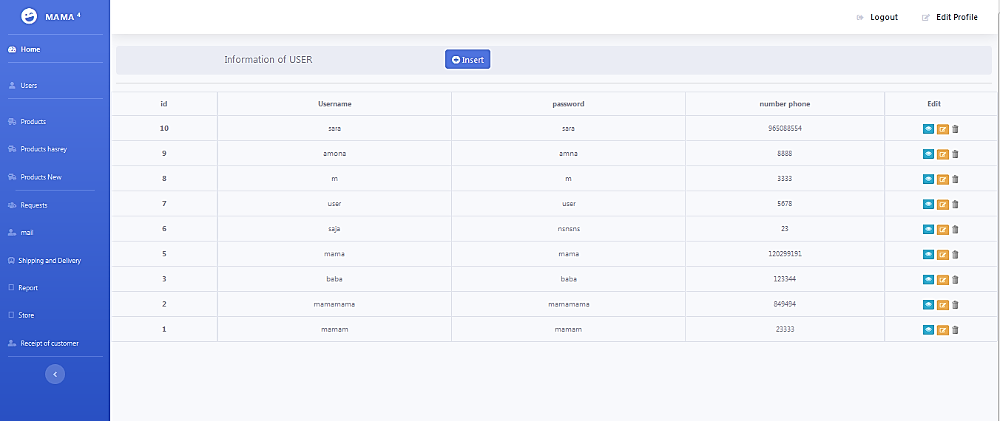 MAMA 4
Logout Edit Profile
Home
Users
Products
Products hasrey
Products New
Requests
mail
Shipping and Delivery
Report
Store
Receipt of customer
Information of USER Insert
id Username password number phone Edit
10 sara sara 965088554
9 amona amna 8888
8 m m 3333
7 user user 5678
6 saja nsnsns 23
5 mama mama 120299191
3 baba baba 123344
2 mamamama mamamama 849494
1 mamam mamam 23333